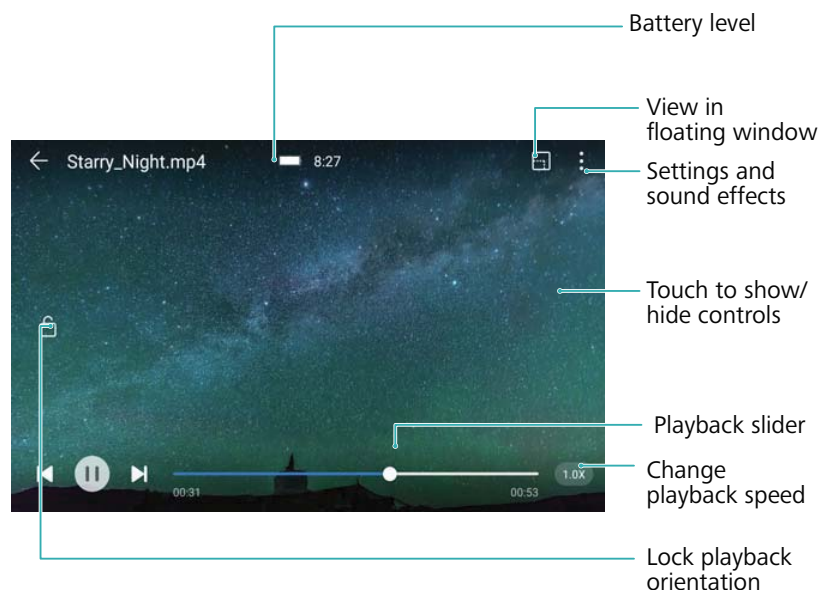 Battery level
View in
floating window
Starry_Night.mp4
8:27
Settings and
sound effects
Touch to show/
hide controls
Playback slider
1.0X
00:31
00:53
Change
playback speed
Lock playback
orientation